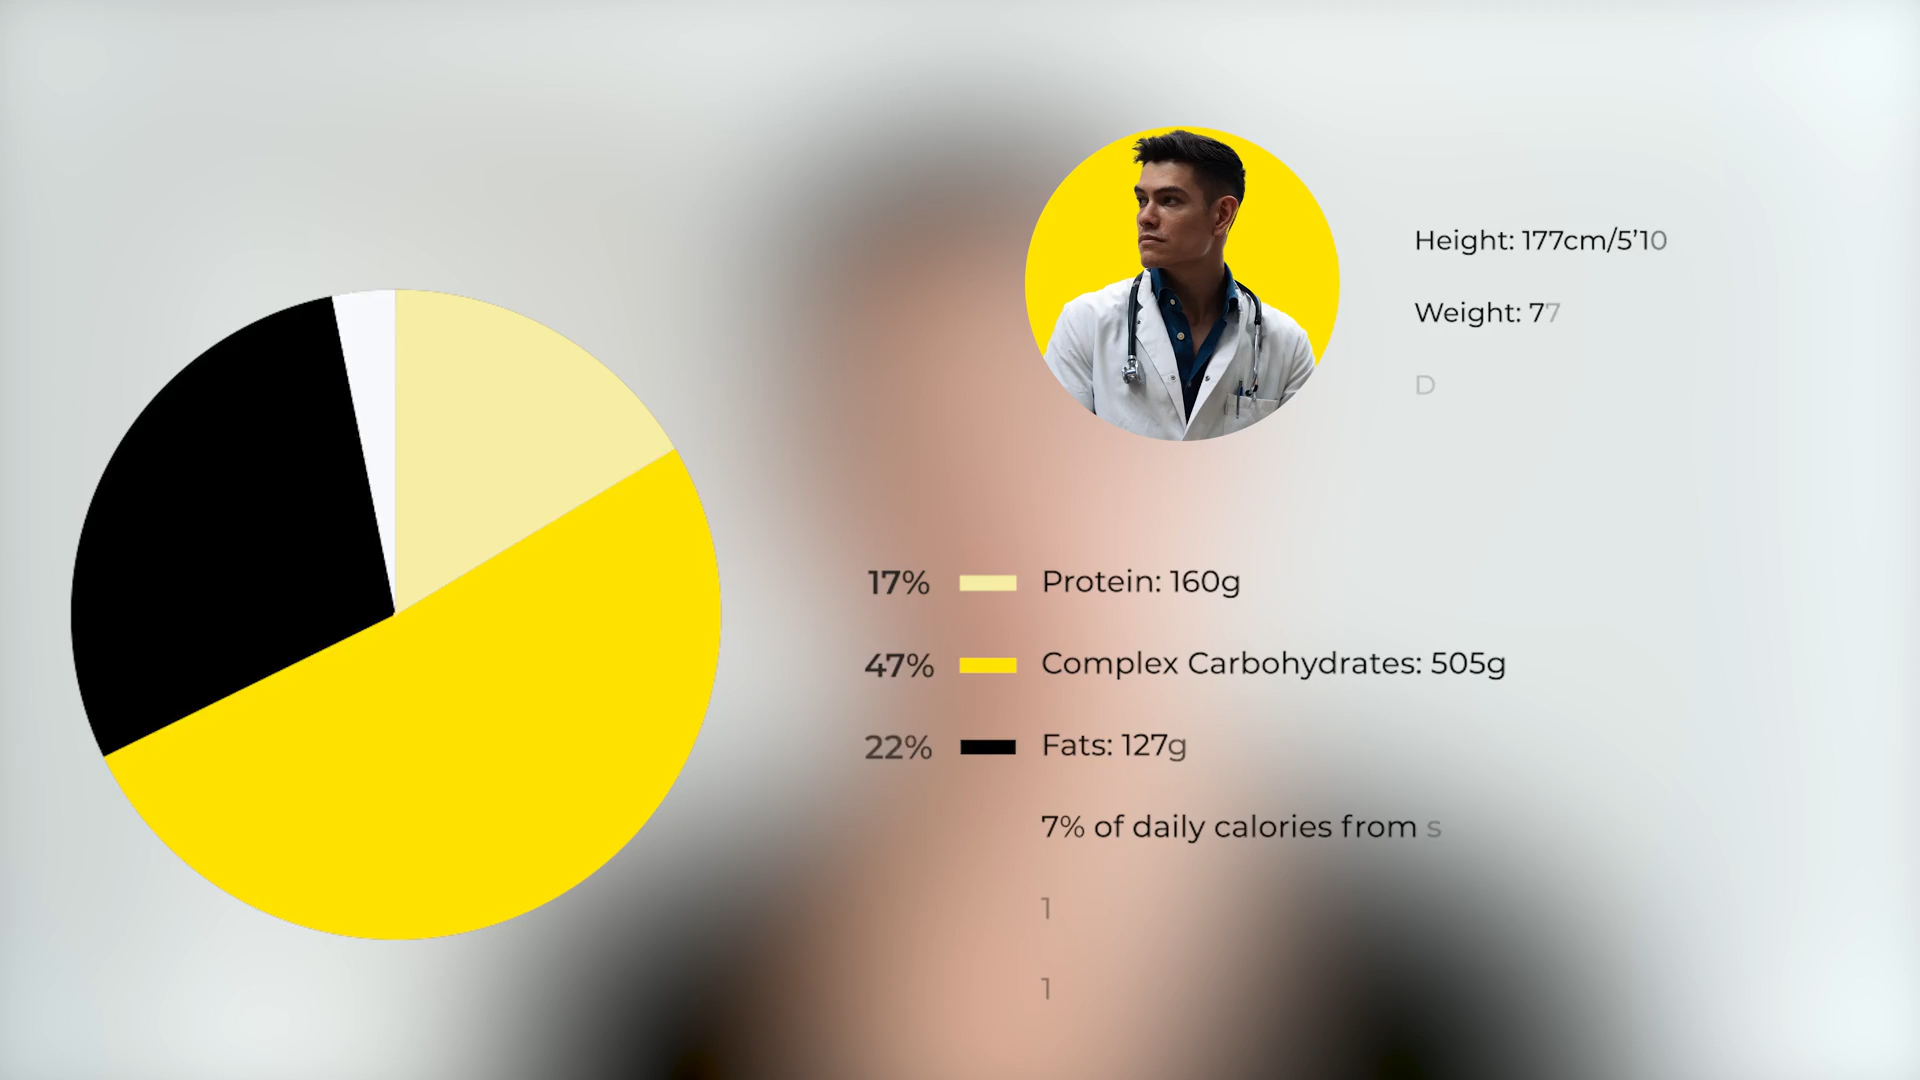 Height: 177cm/5’10
Weight: 77
D
17% Protein: 160g
47% Complex Carbohydrates: 505g
22% Fats: 127g
7% of daily calories from s
1
1